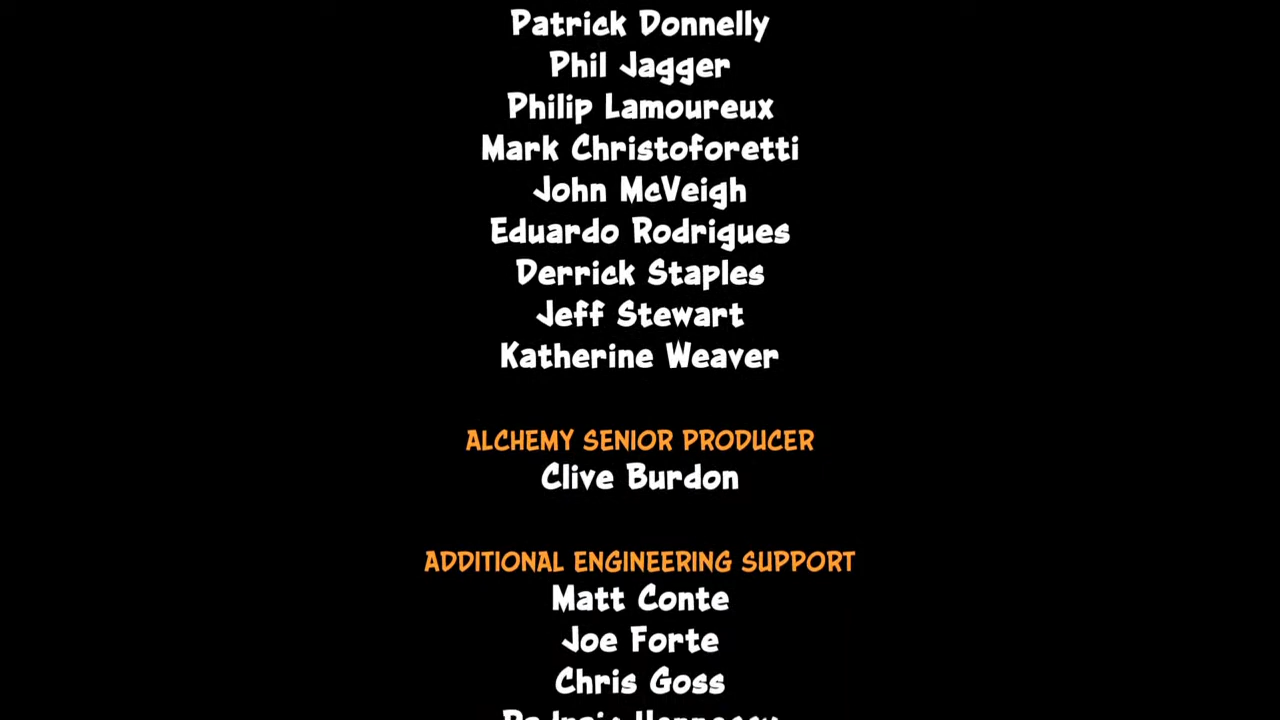 Patrick Donnelly
Phil Jagger
Philip Lamoureux
Mark Christoforetti
John McVeigh
Eduardo Rodrigues
Derrick Staples
Jeff Stewart
Katherine Weaver
ALCHEMY SENIOR PRODUCER
Clive Burdon
ADDITIONAL ENGINEERING SUPPORT
Matt Conte
Joe Forte
Chris Goss